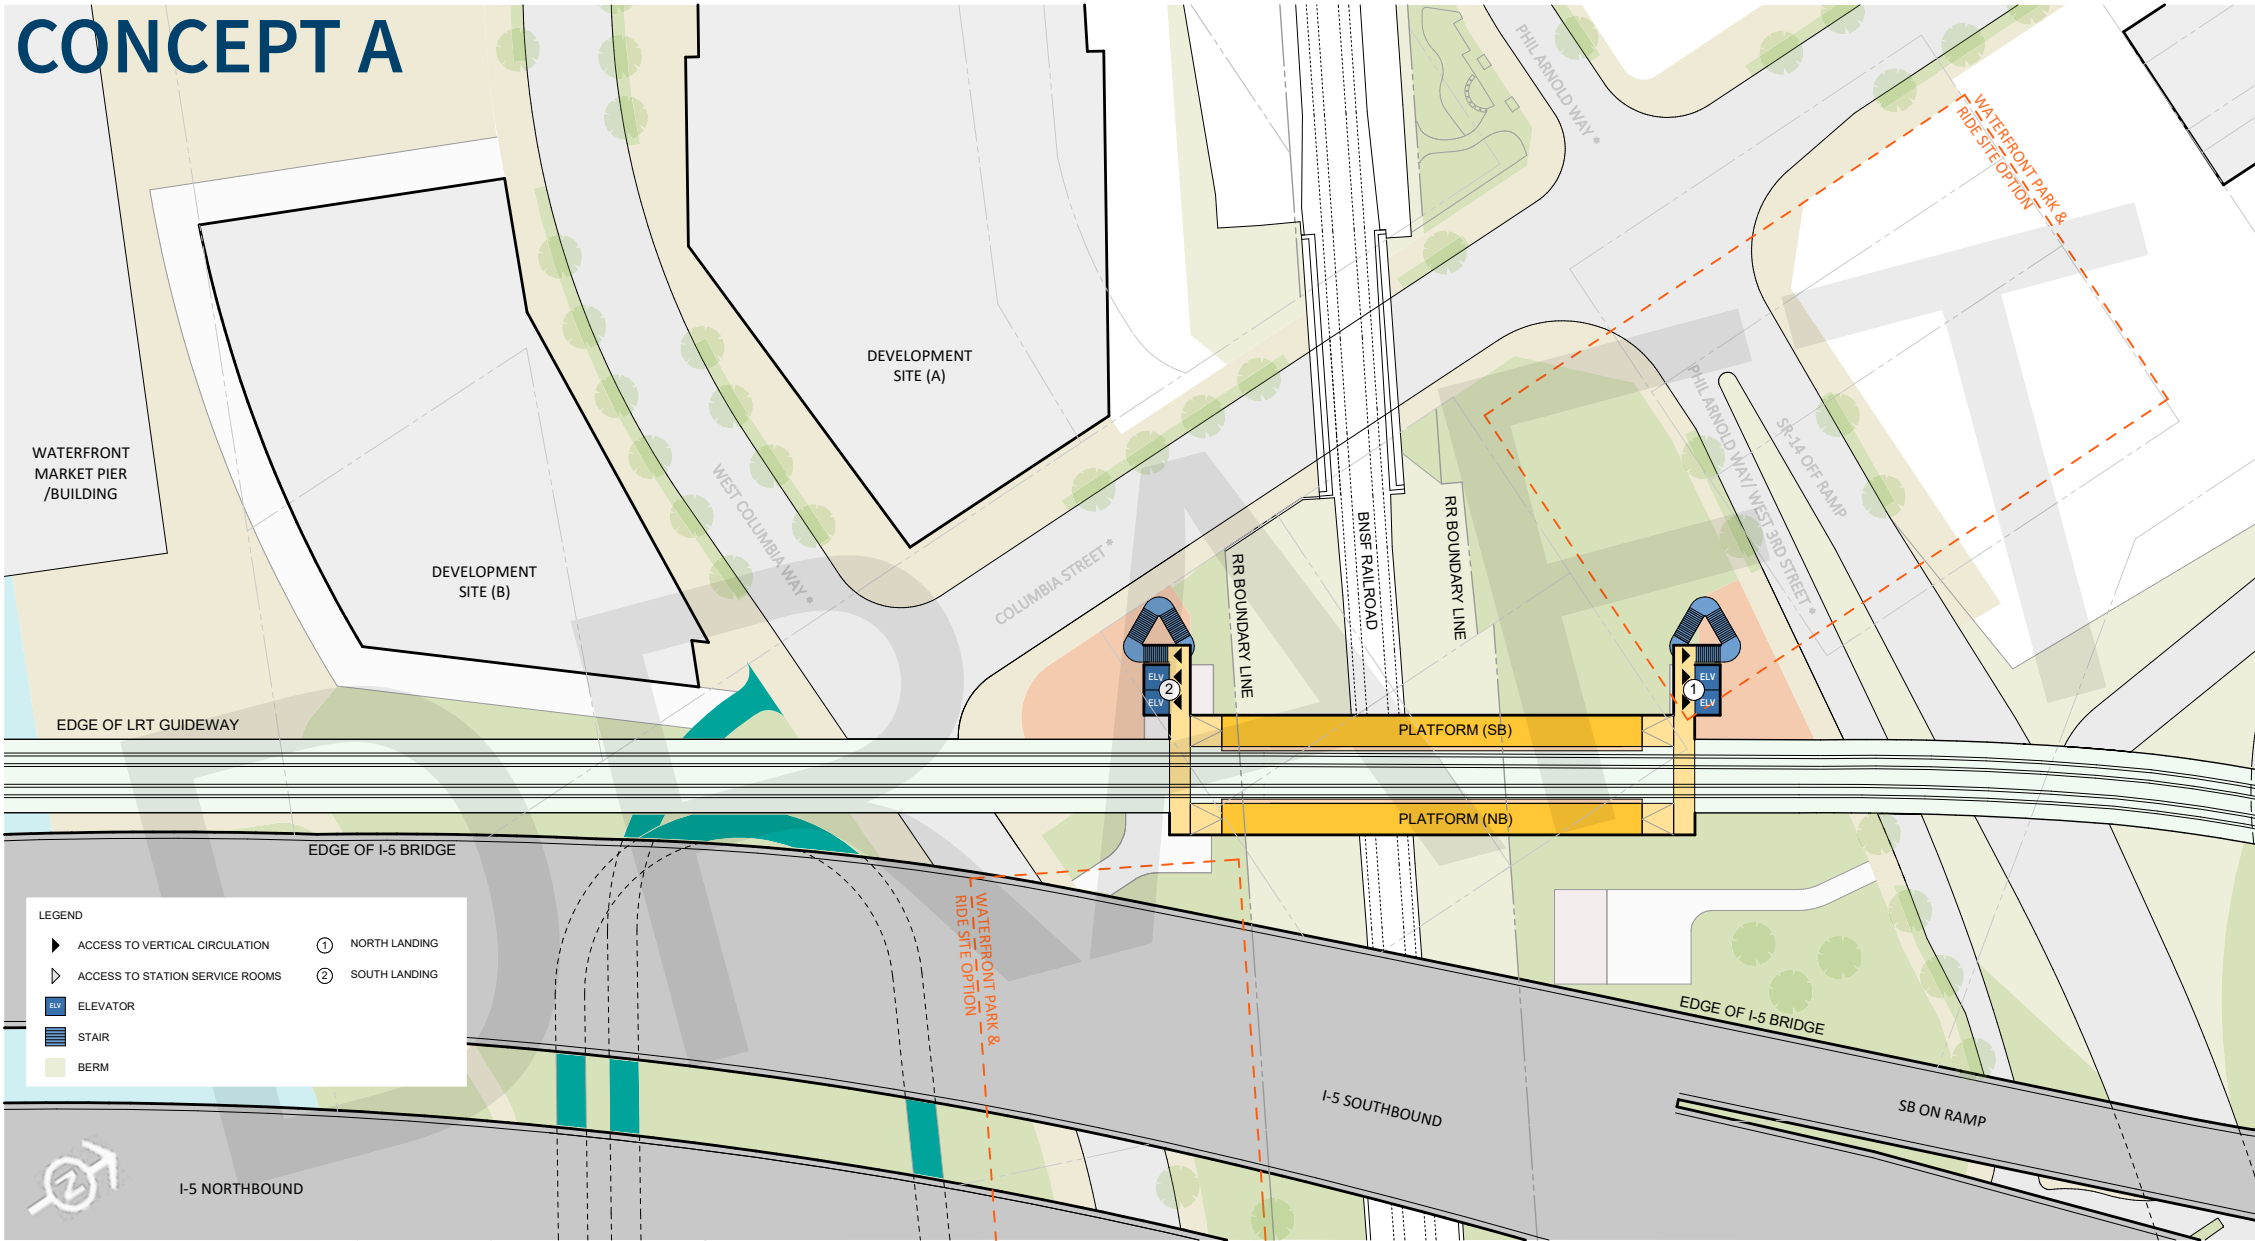 CONCEPT A
PHIL ARNOLD WAY *
WATERFRONT PARK &
RIDE SITE OPTION
DEVELOPMENT
SITE (A)
WATERFRONT
MARKET PIER
/BUILDING
DEVELOPMENT
SITE (B)
WEST COLUMBIA WAY *
COLUMBIA STREET *
RR BOUNDARY LINE
BNSF RAILROAD
RR BOUNDARY LINE
PHIL ARNOLD WAY/ WEST 3RD STREET *
SR-14 OFF RAMP
ELV
ELV
2
ELV
ELV
1
EDGE OF LRT GUIDEWAY
PLATFORM (SB)
PLATFORM (NB)
EDGE OF I-5 BRIDGE
WATERFRONT PARK &
RIDE SITE OPTION
EDGE OF I-5 BRIDGE
I-5 SOUTHBOUND
SB ON RAMP
I-5 NORTHBOUND
LEGEND
ACCESS TO VERTICAL CIRCULATION
ACCESS TO STATION SERVICE ROOMS
ELV ELEVATOR
STAIR
BERM
1 NORTH LANDING
2 SOUTH LANDING
N
DRAFT